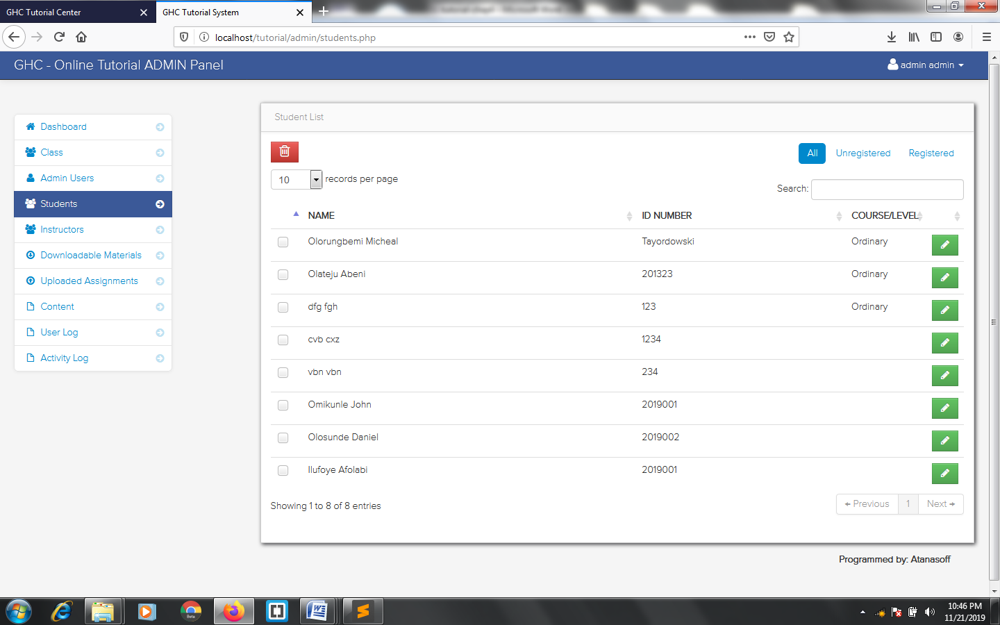 GHC Tutorial Center
GHC Tutorial System
localhost/tutorial/admin/students.php
GHC - Online Tutorial ADMIN Panel
admin admin
Dashboard
Class
Admin Users
Students
Instructors
Downloadable Materials
Uploaded Assignments
Content
User Log
Activity Log
Student List
All Unregistered Registered
10 records per page
Search:
NAME ID NUMBER COURSE/LEVEL
Olorungbemi Micheal Tayordowski Ordinary
Olateju Abeni 201323 Ordinary
dfg fgh 123 Ordinary
cvb cxz 1234
vbn vbn 234
Omikunle John 2019001
Olosunde Daniel 2019002
Ilufoye Afolabi 2019001
Showing 1 to 8 of 8 entries
← Previous 1 Next →
Programmed by: Atanasoff
Beta
10:46 PM
11/21/2019